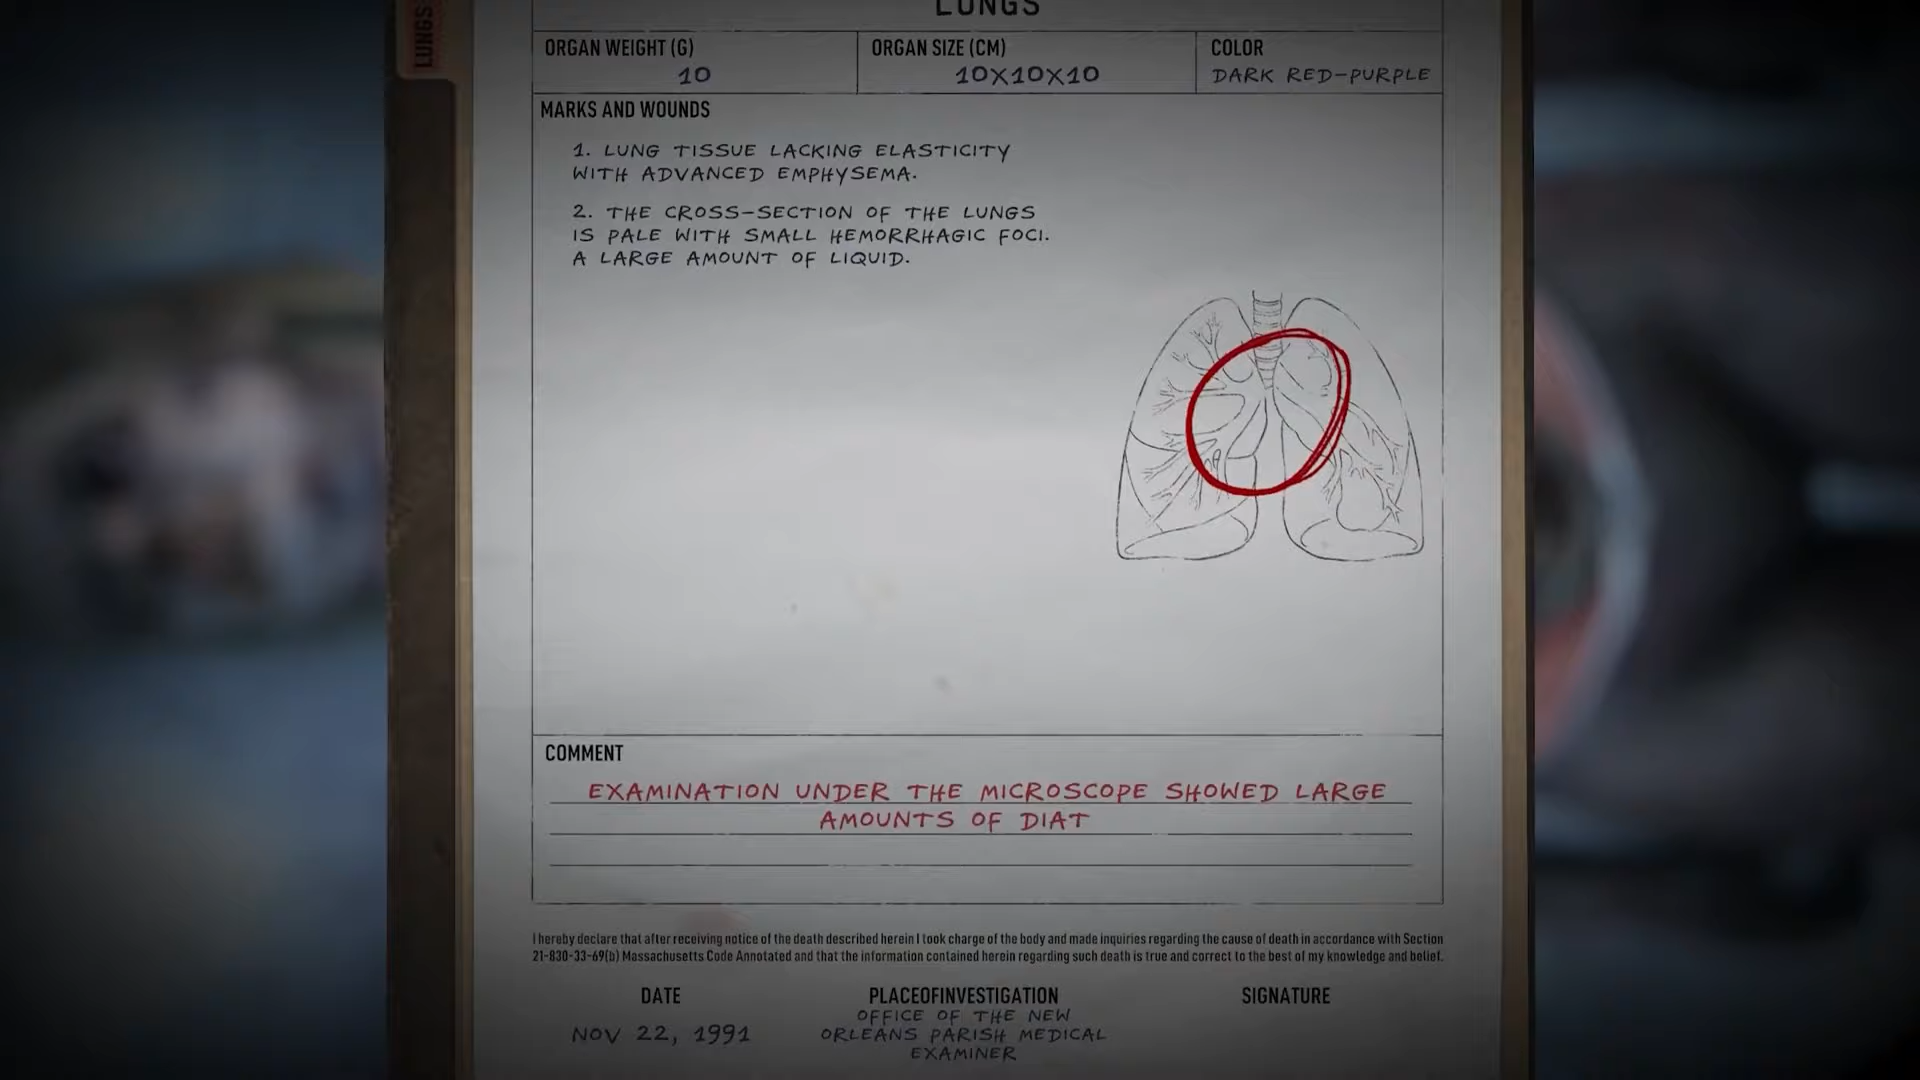 LUNGS
LUNGS
ORGAN WEIGHT (G)
10
ORGAN SIZE (CM)
10X10X10
COLOR
DARK RED-PURPLE
MARKS AND WOUNDS
1. LUNG TISSUE LACKING ELASTICITY
WITH ADVANCED EMPHYSEMA.
2. THE CROSS-SECTION OF THE LUNGS
IS PALE WITH SMALL HEMORRHAGIC FOCI.
A LARGE AMOUNT OF LIQUID.
COMMENT
EXAMINATION UNDER THE MICROSCOPE SHOWED LARGE
AMOUNTS OF DIAT
I hereby declare that after receiving notice of the death described herein I took charge of the body and made inquiries regarding the cause of death in accordance with Section
21-830-33-69(b) Massachusetts Code Annotated and that the information contained herein regarding such death is true and correct to the best of my knowledge and belief.
DATE
NOV 22, 1991
PLACEOFINVESTIGATION
OFFICE OF THE NEW
ORLEANS PARISH MEDICAL
EXAMINER
SIGNATURE